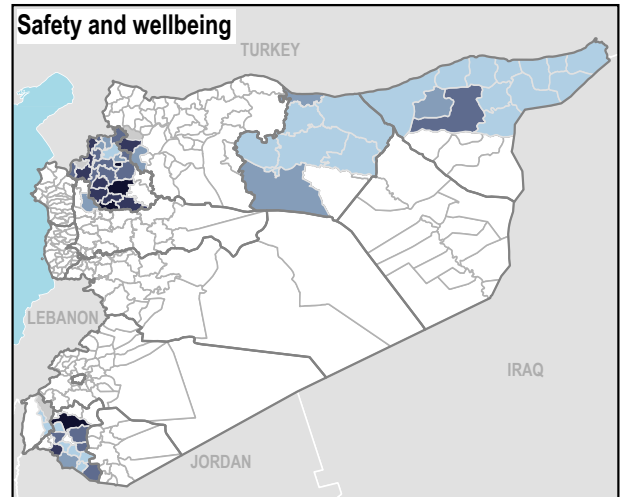 Safety and wellbeing
TURKEY
LEBANON
IRAQ
JORDAN